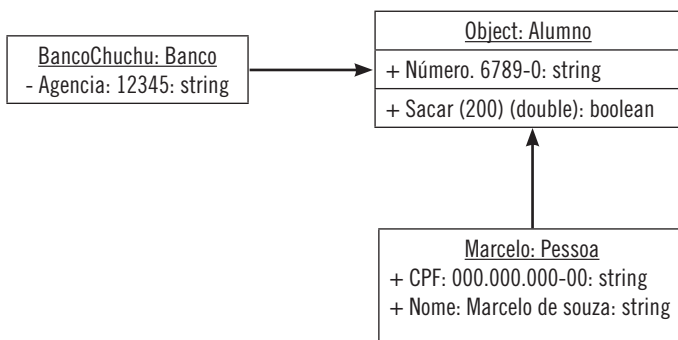 BancoChuchu: Banco
- Agencia: 12345: string
Object: Alumno
+ Número. 6789-0: string
+ Sacar (200) (double): boolean
Marcelo: Pessoa
+ CPF: 000.000.000-00: string
+ Nome: Marcelo de souza: string